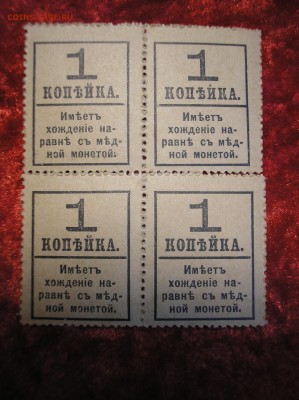 1
КОПѢЙКА.
Имѣетъ
хожденіе на-
равнѣ съ мѣд-
ной монетой.
1
КОПѢЙКА.
Имѣетъ
хожденіе на-
равнѣ съ мѣд-
ной монетой.
1
КОПѢЙКА.
Имѣетъ
хожденіе на-
равнѣ съ мѣд-
ной монетой.
1
КОПѢЙКА.
Имѣетъ
хожденіе на-
равнѣ съ мѣд-
ной монетой.